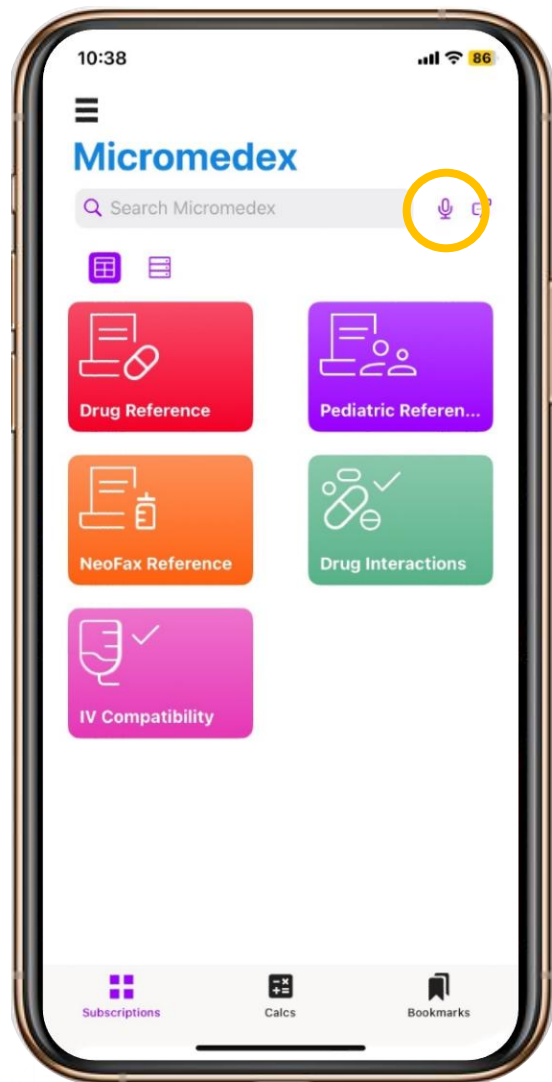 10:38 86
Micromedex
Search Micromedex
Drug Reference Pediatric Referen...
NeoFax Reference Drug Interactions
IV Compatibility
Subscriptions Calcs Bookmarks